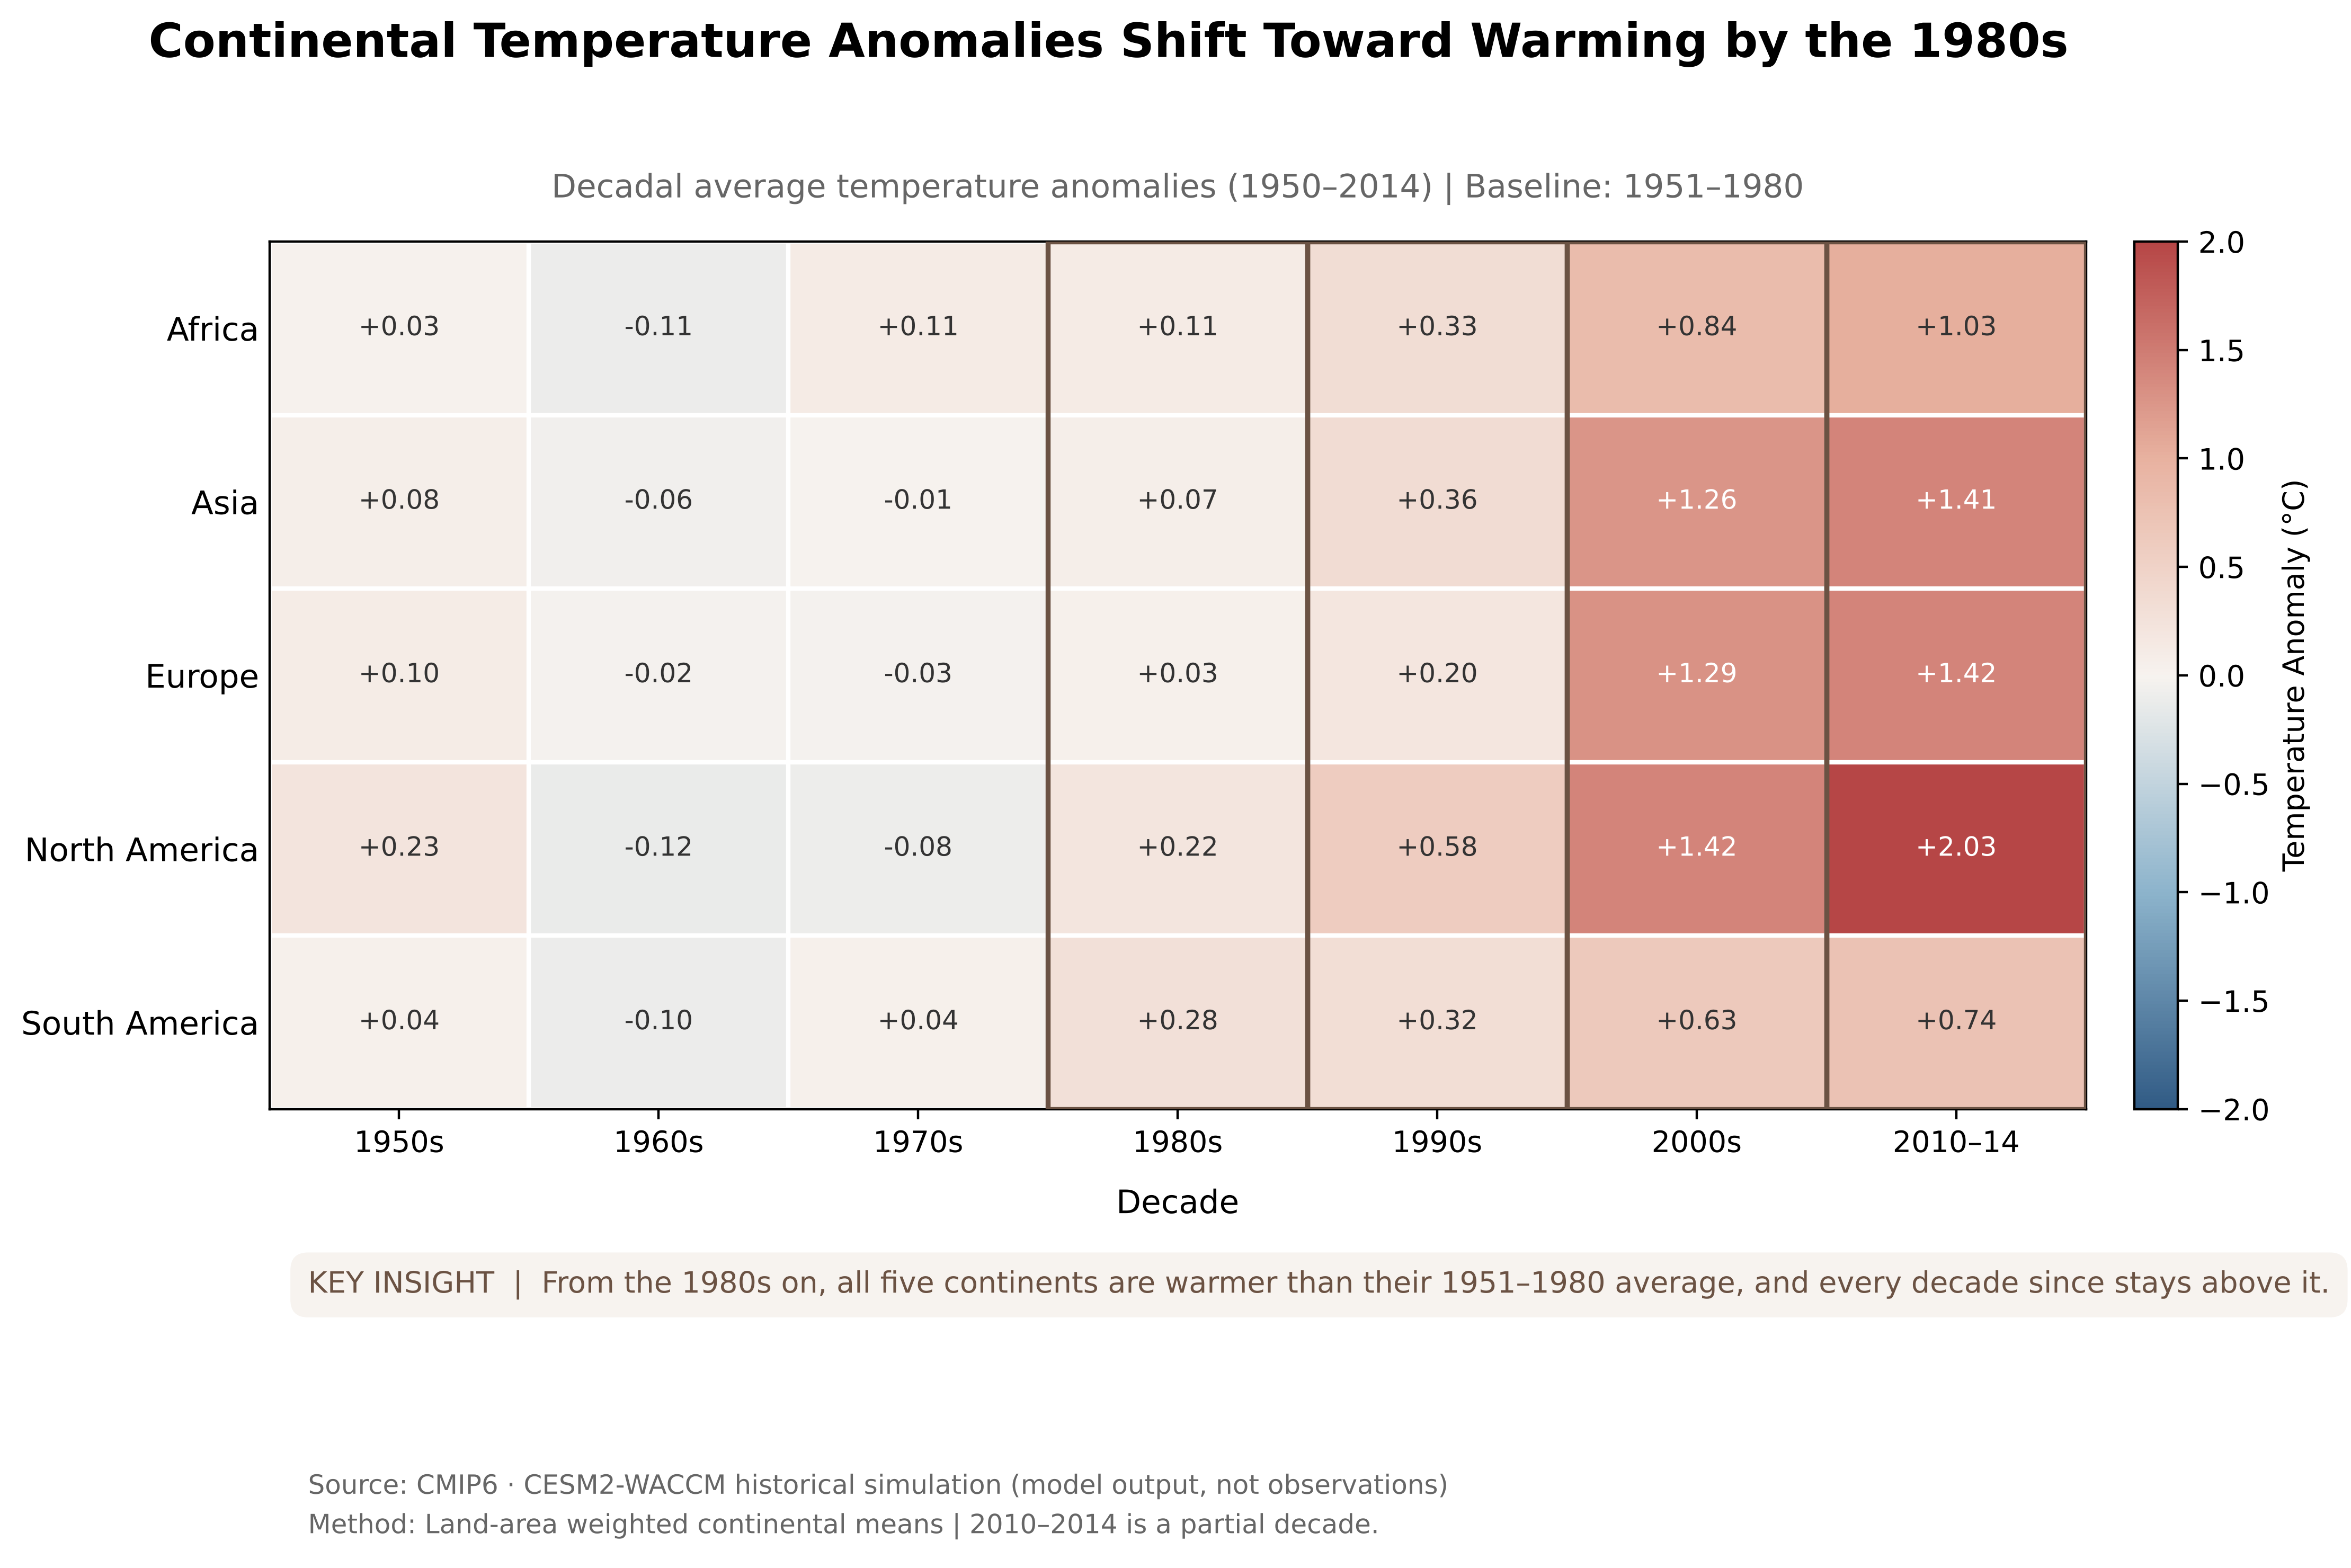 Continental Temperature Anomalies Shift Toward Warming by the 1980s
Decadal average temperature anomalies (1950–2014) | Baseline: 1951–1980
Africa +0.03 -0.11 +0.11 +0.11 +0.33 +0.84 +1.03
Asia +0.08 -0.06 -0.01 +0.07 +0.36 +1.26 +1.41
Europe +0.10 -0.02 -0.03 +0.03 +0.20 +1.29 +1.42
North America +0.23 -0.12 -0.08 +0.22 +0.58 +1.42 +2.03
South America +0.04 -0.10 +0.04 +0.28 +0.32 +0.63 +0.74
1950s 1960s 1970s 1980s 1990s 2000s 2010–14
Decade
2.0
1.5
1.0
0.5
0.0
−0.5
−1.0
−1.5
−2.0
Temperature Anomaly (°C)
KEY INSIGHT | From the 1980s on, all five continents are warmer than their 1951–1980 average, and every decade since stays above it.
Source: CMIP6 · CESM2-WACCM historical simulation (model output, not observations)
Method: Land-area weighted continental means | 2010–2014 is a partial decade.